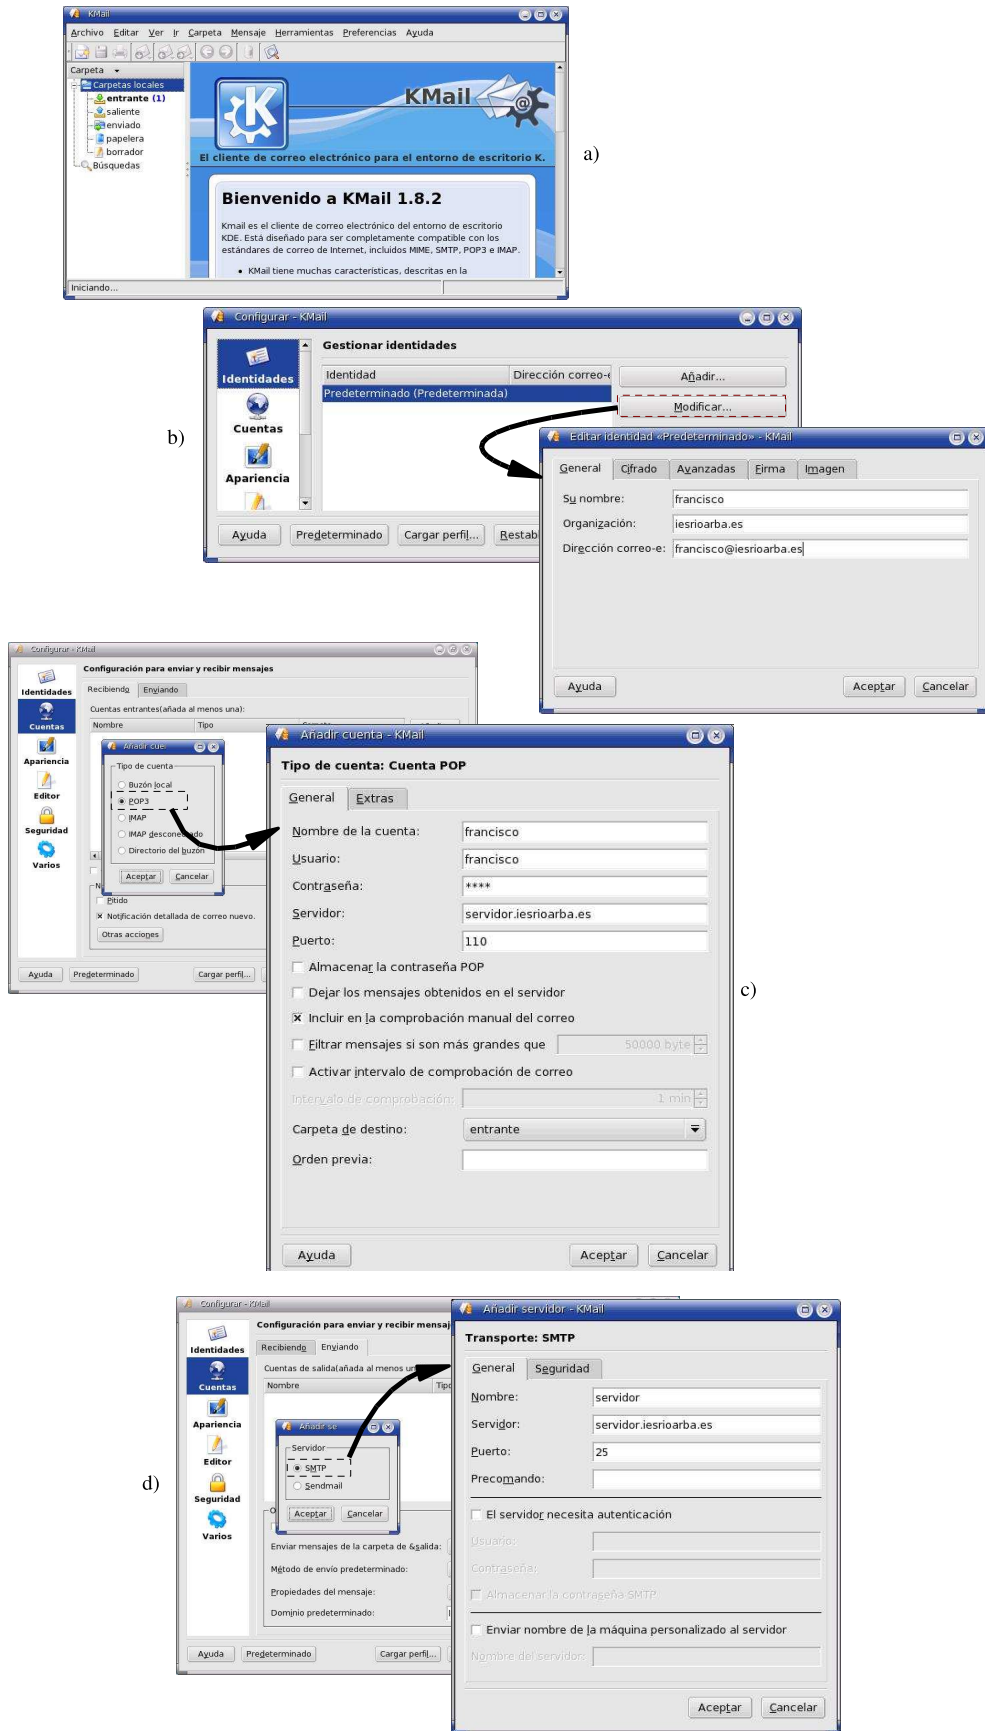 KMail
Archivo Editar Ver Ir Carpeta Mensaje Herramientas Preferencias Ayuda
Carpeta
Carpetas locales
entrante (1)
saliente
enviado
papelera
borrador
Búsquedas
KMail
El cliente de correo electrónico para el entorno de escritorio K.
Bienvenido a KMail 1.8.2
Kmail es el cliente de correo electrónico del entorno de escritorio
KDE. Está diseñado para ser completamente compatible con los
estándares de correo de Internet, incluidos MIME, SMTP, POP3 e IMAP.
• KMail tiene muchas características, descritas en la
Iniciando...
a)
Configurar - KMail
Identidades
Cuentas
Apariencia
Gestionar identidades
Identidad Dirección correo-e
Predeterminado (Predeterminada)
Añadir...
Modificar...
Ayuda Predeterminado Cargar perfil... Restabl
b)
Editar identidad «Predeterminado» - KMail
General Cifrado Avanzadas Firma Imagen
Su nombre: francisco
Organización: iesrioarba.es
Dirección correo-e: francisco@iesrioarba.es
Ayuda Aceptar Cancelar
Configurar - KMail
Identidades
Cuentas
Apariencia
Editor
Seguridad
Varios
Configuración para enviar y recibir mensajes
Recibiendo Enviando
Cuentas entrantes(añada al menos una):
Nombre Tipo
Añadir cue
Tipo de cuenta
Buzón local
POP3
IMAP
IMAP desconectado
Directorio del buzón
Aceptar Cancelar
N
Pitido
Notificación detallada de correo nuevo.
Otras acciones
Ayuda Predeterminado Cargar perfil...
Añadir cuenta - KMail
Tipo de cuenta: Cuenta POP
General Extras
Nombre de la cuenta: francisco
Usuario: francisco
Contraseña: ****
Servidor: servidor.iesrioarba.es
Puerto: 110
Almacenar la contraseña POP
Dejar los mensajes obtenidos en el servidor
Incluir en la comprobación manual del correo
Filtrar mensajes si son más grandes que 50000 byte
Activar intervalo de comprobación de correo
Intervalo de comprobación: 1 min
Carpeta de destino: entrante
Orden previa:
Ayuda Aceptar Cancelar
c)
Configurar - KMail
Identidades
Cuentas
Apariencia
Editor
Seguridad
Varios
Configuración para enviar y recibir mensaj
Recibiendo Enviando
Cuentas de salida(añada al menos un
Nombre Tipo
Añadir se
Servidor
SMTP
Sendmail
Aceptar Cancelar
O
Enviar mensajes de la carpeta de &salida:
Método de envío predeterminado:
Propiedades del mensaje:
Dominio predeterminado:
Ayuda Predeterminado Cargar perfil...
d)
Añadir servidor - KMail
Transporte: SMTP
General Seguridad
Nombre: servidor
Servidor: servidor.iesrioarba.es
Puerto: 25
Precomando:
El servidor necesita autenticación
Usuario:
Contraseña:
Almacenar la contraseña SMTP
Enviar nombre de la máquina personalizado al servidor
Nombre del servidor:
Aceptar Cancelar